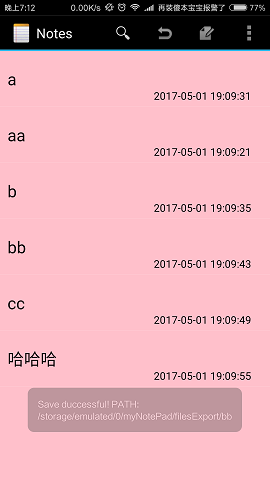 晚上7:12 0.00K/s 再装傻本宝宝报警了 77%
Notes
a
2017-05-01 19:09:31
aa
2017-05-01 19:09:21
b
2017-05-01 19:09:35
bb
2017-05-01 19:09:43
cc
2017-05-01 19:09:49
哈哈哈
2017-05-01 19:09:55
Save duccessful! PATH:
/storage/emulated/0/myNotePad/filesExport/bb